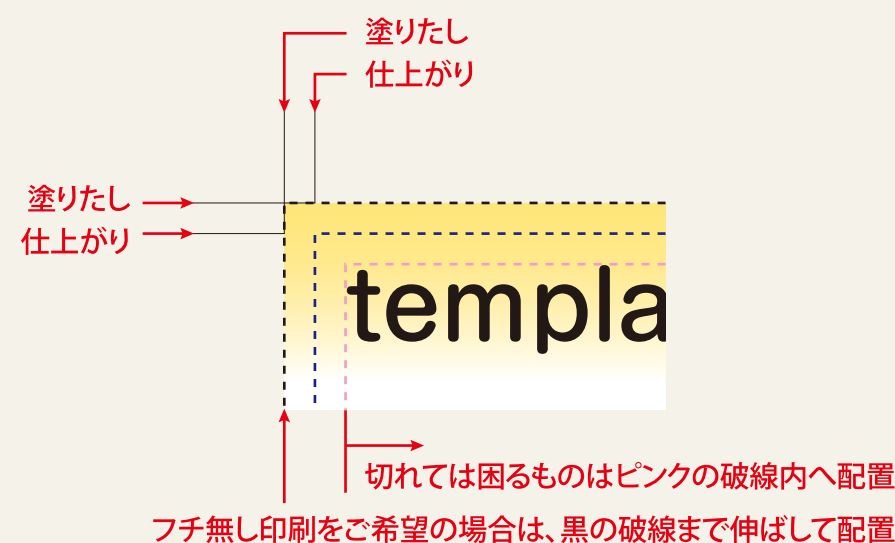 塗りたし
仕上がり
塗りたし
仕上がり
templa
切れては困るものはピンクの破線内へ配置
フチ無し印刷をご希望の場合は、黒の破線まで伸ばして配置